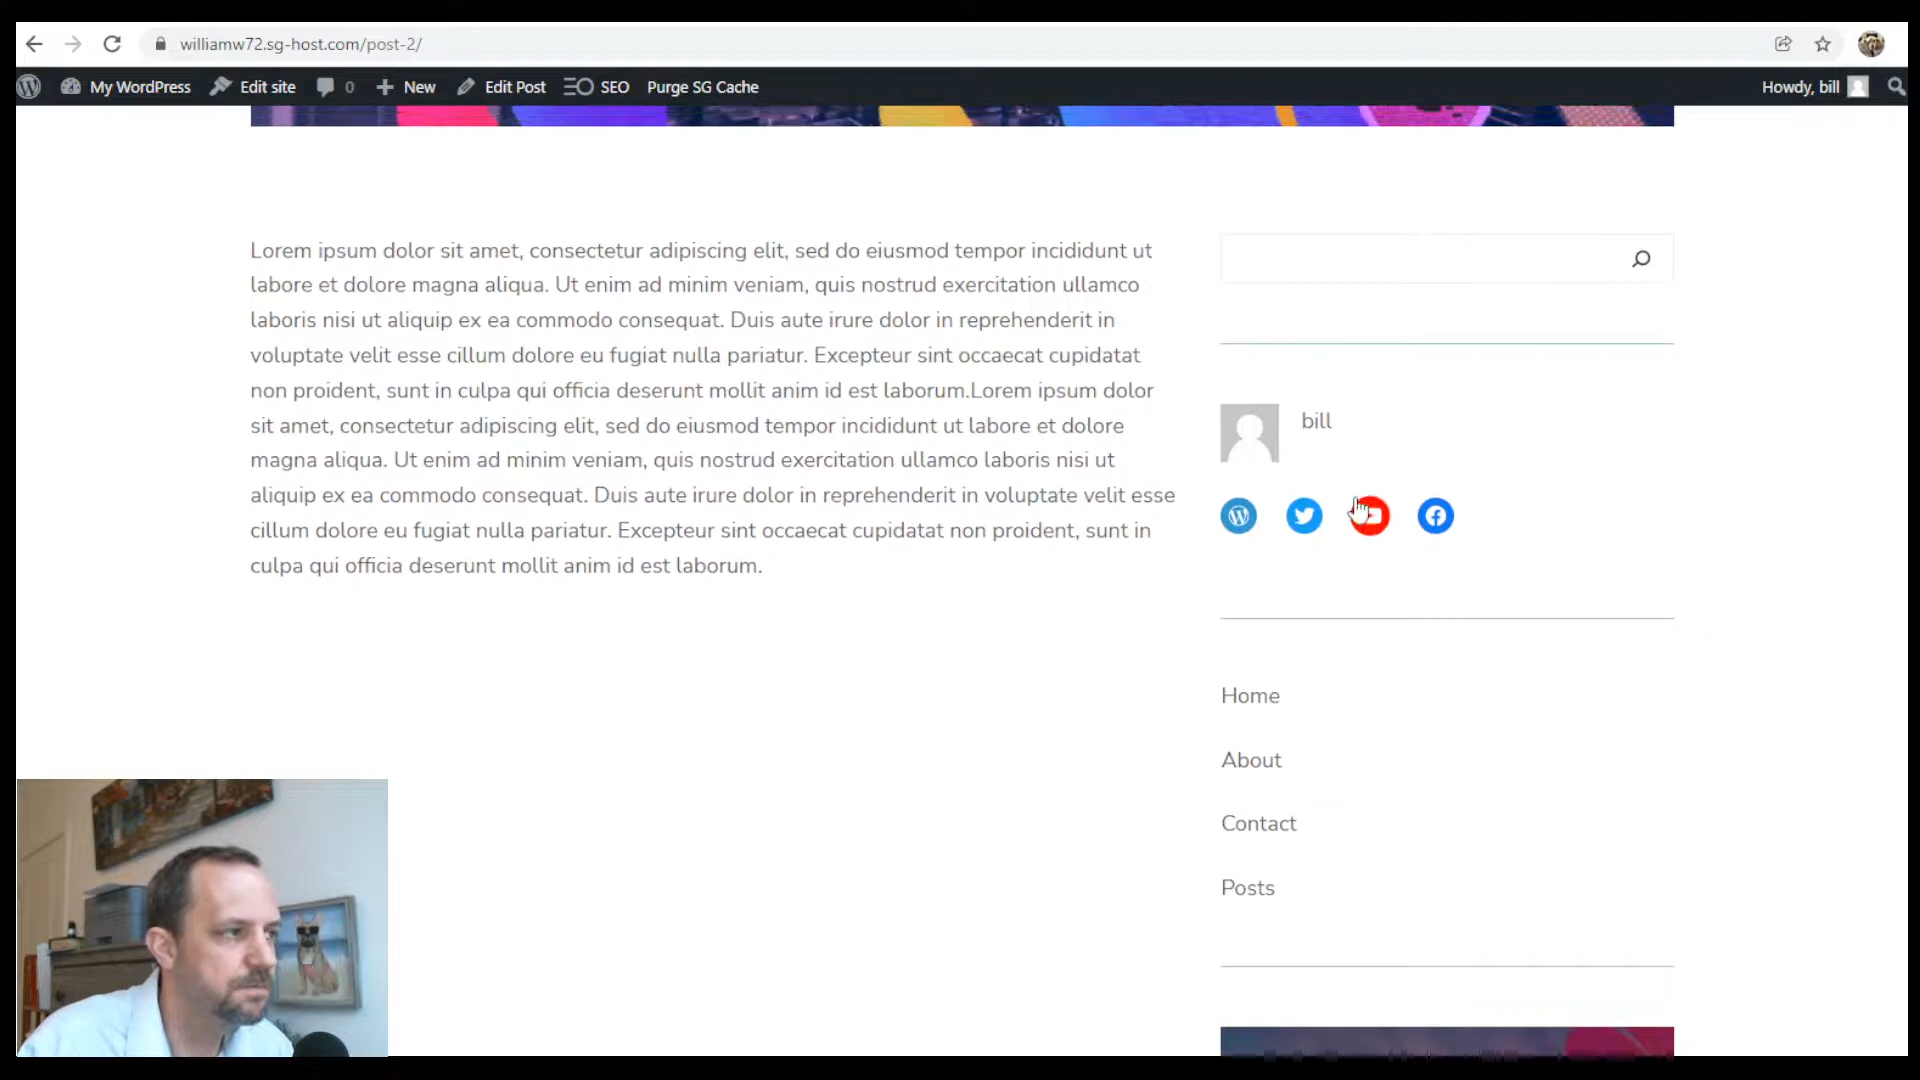 williamw72.sg-host.com/post-2/
My WordPress Edit site 0 New Edit Post SEO Purge SG Cache Howdy, bill
Lorem ipsum dolor sit amet, consectetur adipiscing elit, sed do eiusmod tempor incididunt ut
labore et dolore magna aliqua. Ut enim ad minim veniam, quis nostrud exercitation ullamco
laboris nisi ut aliquip ex ea commodo consequat. Duis aute irure dolor in reprehenderit in
voluptate velit esse cillum dolore eu fugiat nulla pariatur. Excepteur sint occaecat cupidatat
non proident, sunt in culpa qui officia deserunt mollit anim id est laborum.Lorem ipsum dolor
sit amet, consectetur adipiscing elit, sed do eiusmod tempor incididunt ut labore et dolore
magna aliqua. Ut enim ad minim veniam, quis nostrud exercitation ullamco laboris nisi ut
aliquip ex ea commodo consequat. Duis aute irure dolor in reprehenderit in voluptate velit esse
cillum dolore eu fugiat nulla pariatur. Excepteur sint occaecat cupidatat non proident, sunt in
culpa qui officia deserunt mollit anim id est laborum.
bill
Home
About
Contact
Posts